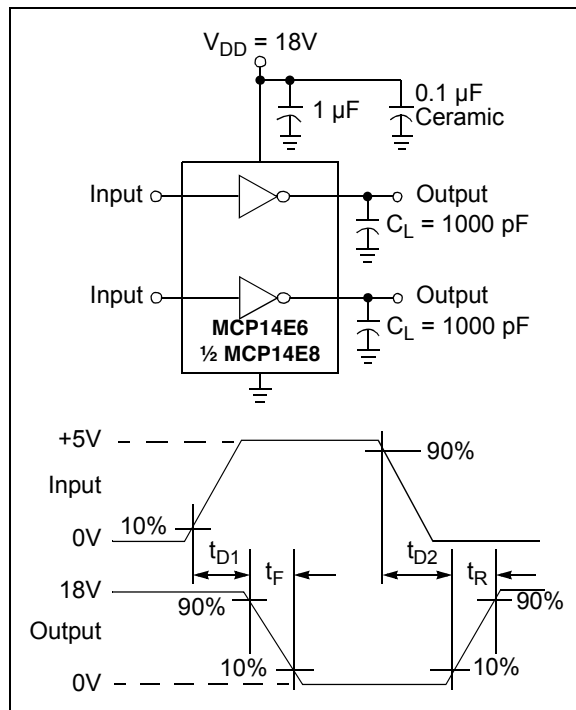 V_DD = 18V
1 µF
0.1 µF
Ceramic
Input
Output
C_L = 1000 pF
Input
Output
C_L = 1000 pF
MCP14E6
½ MCP14E8
+5V
90%
Input
10%
0V
t_D1
t_F
t_D2
t_R
18V
90%
90%
Output
10%
10%
0V